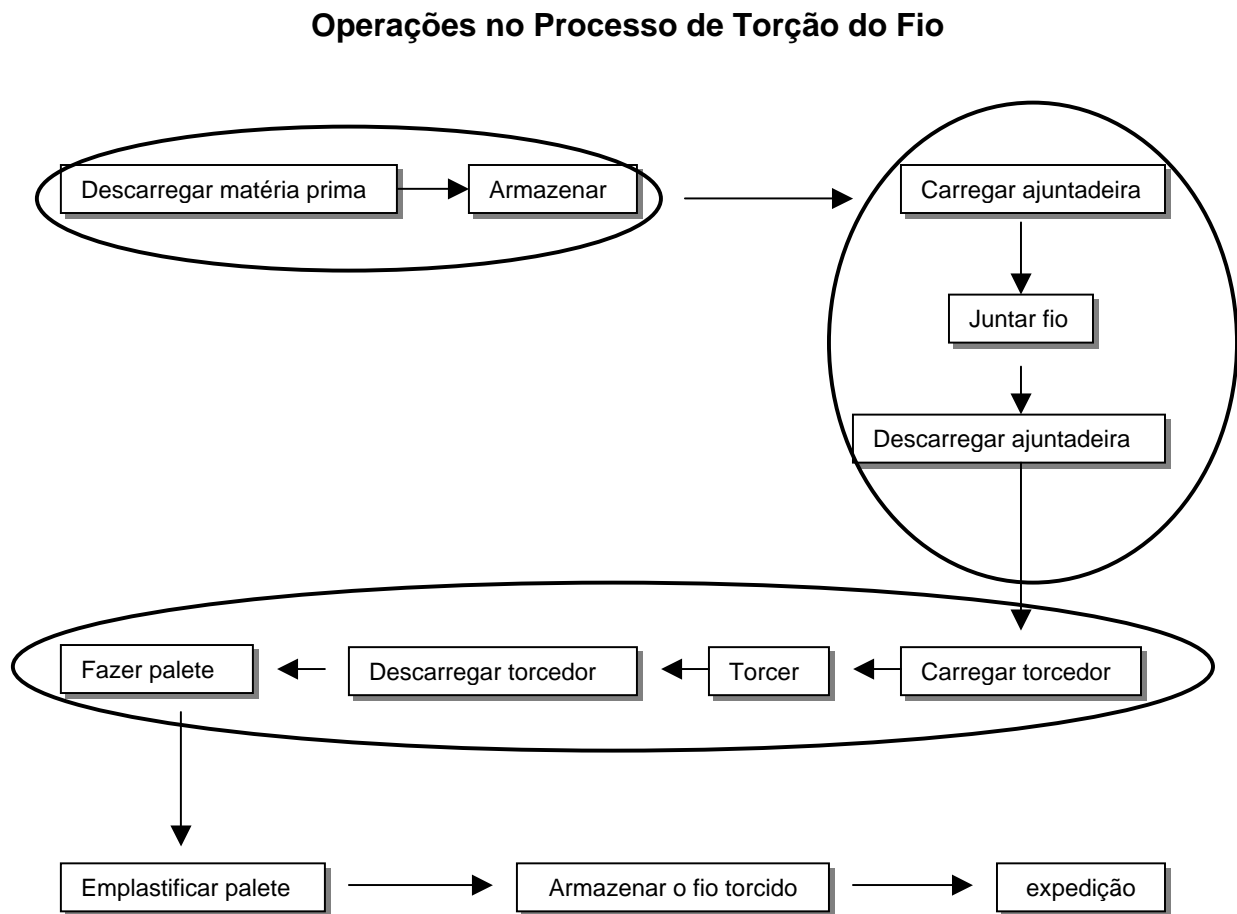 Operações no Processo de Torção do Fio
Descarregar matéria prima
Armazenar
Carregar ajuntadeira
Juntar fio
Descarregar ajuntadeira
Carregar torcedor
Torcer
Descarregar torcedor
Fazer palete
Emplastificar palete
Armazenar o fio torcido
expedição